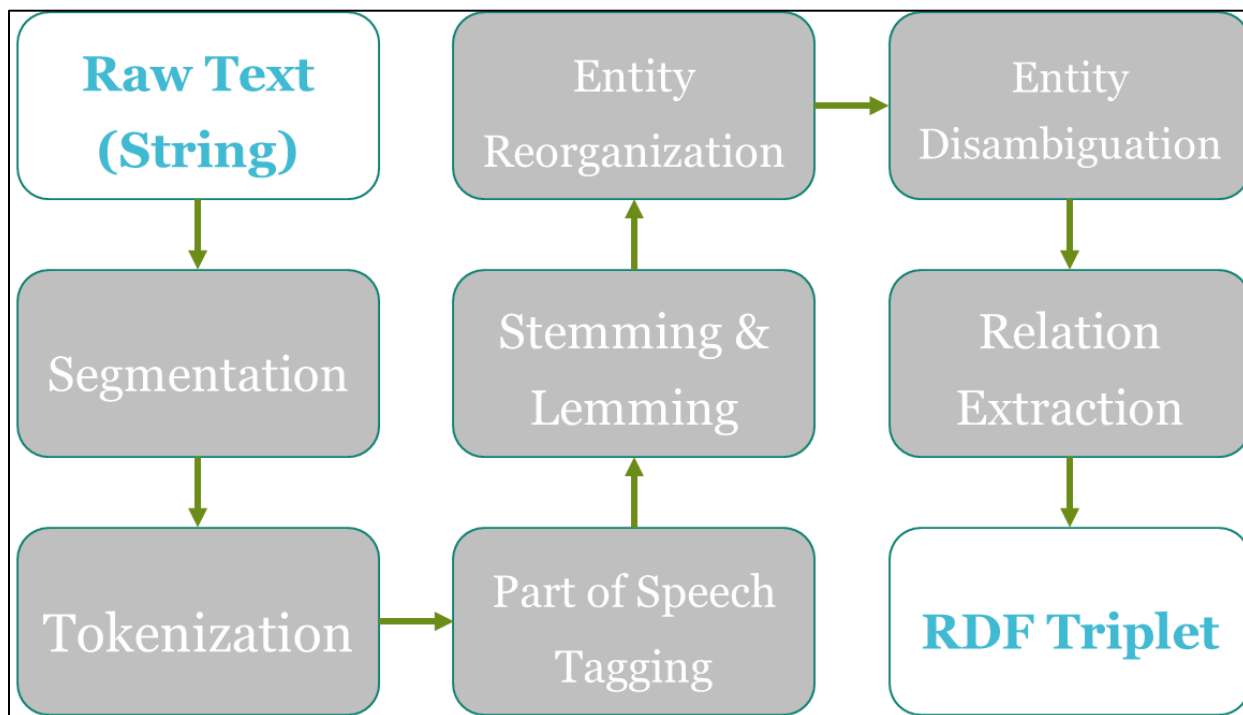 Raw Text
(String)
Segmentation
Tokenization
Part of Speech
Tagging
Stemming &
Lemming
Entity
Reorganization
Entity
Disambiguation
Relation
Extraction
RDF Triplet